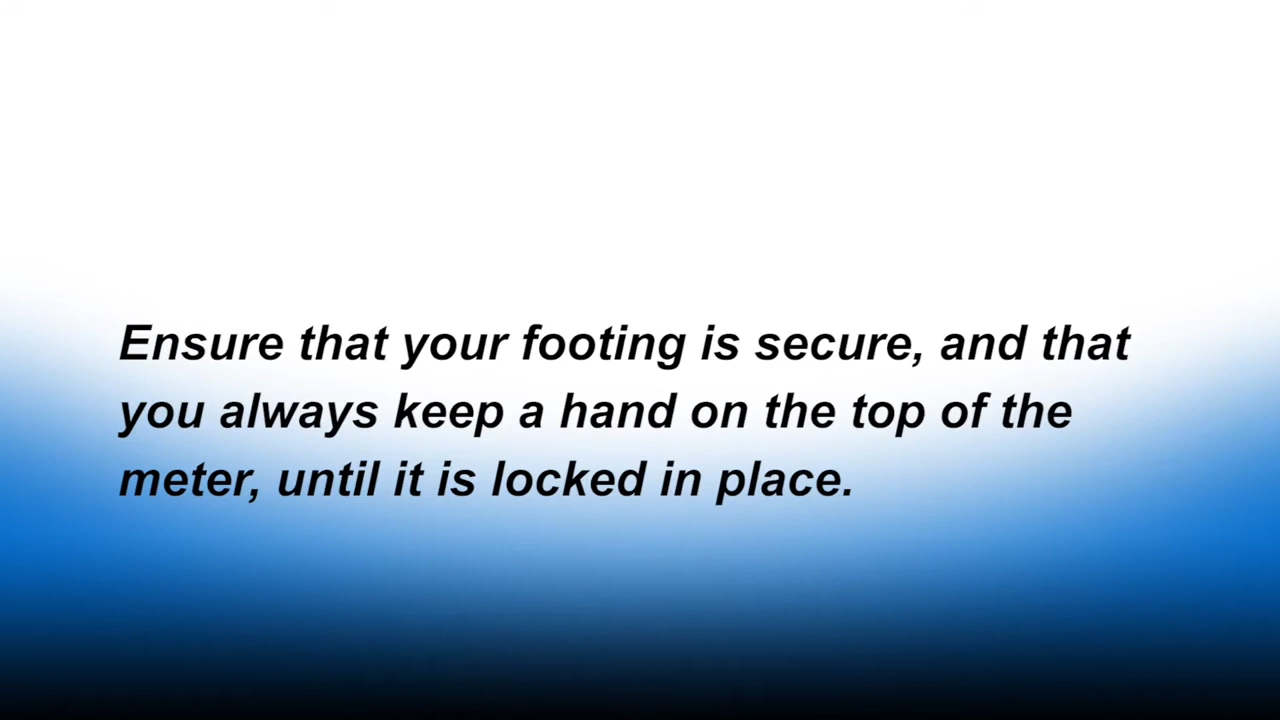 Ensure that your footing is secure, and that
you always keep a hand on the top of the
meter, until it is locked in place.